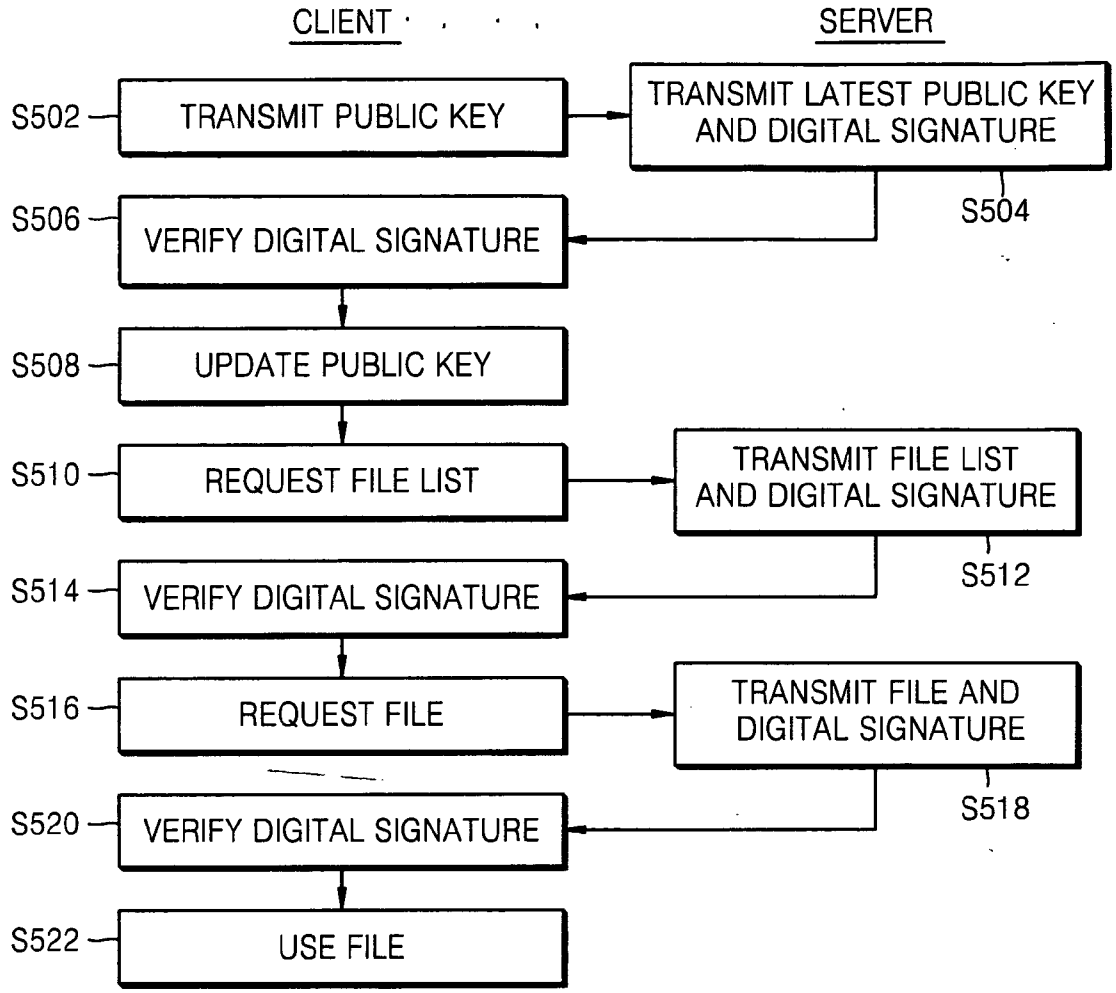 CLIENT
SERVER
S502
TRANSMIT PUBLIC KEY
TRANSMIT LATEST PUBLIC KEY
AND DIGITAL SIGNATURE
S504
S506
VERIFY DIGITAL SIGNATURE
S508
UPDATE PUBLIC KEY
S510
REQUEST FILE LIST
TRANSMIT FILE LIST
AND DIGITAL SIGNATURE
S512
S514
VERIFY DIGITAL SIGNATURE
S516
REQUEST FILE
TRANSMIT FILE AND
DIGITAL SIGNATURE
S518
S520
VERIFY DIGITAL SIGNATURE
S522
USE FILE